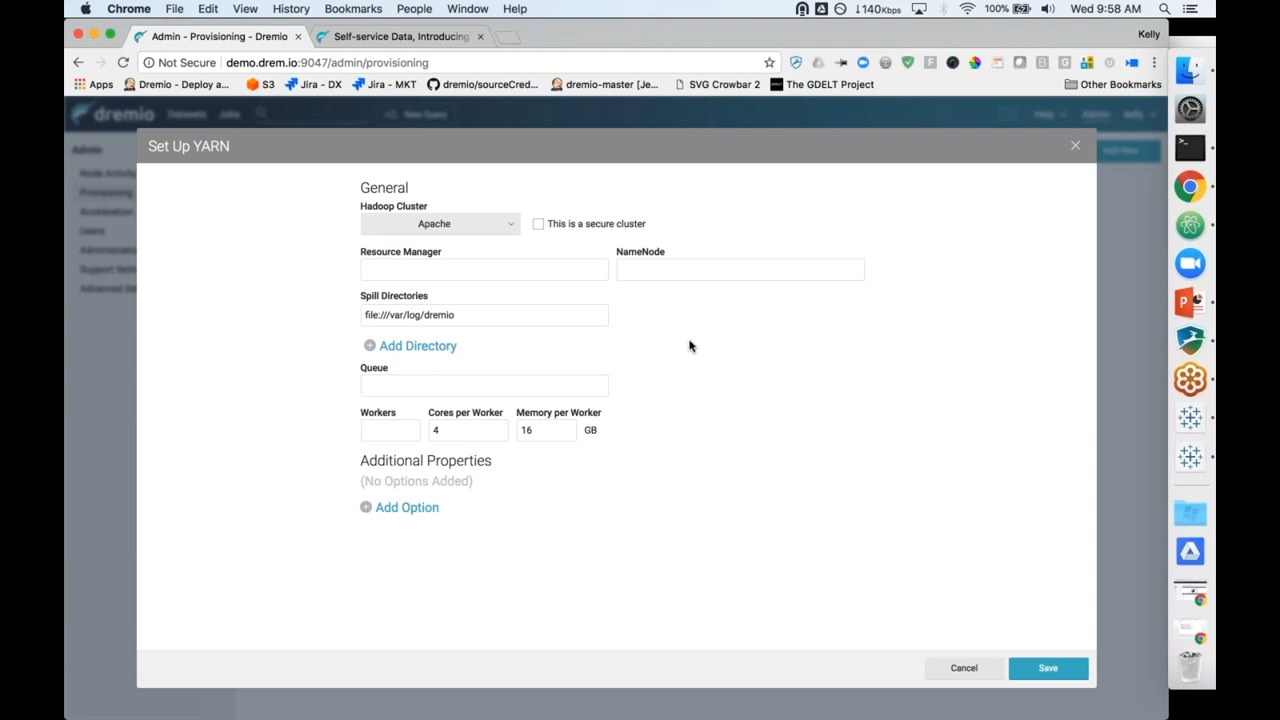 Chrome File Edit View History Bookmarks People Window Help ↓140Kbps 100% Wed 9:58 AM
Admin - Provisioning - Dremio Self-service Data, Introducing Kelly
Not Secure demo.drem.io:9047/admin/provisioning
Apps Dremio - Deploy a... S3 Jira - DX Jira - MKT dremio/sourceCred... dremio-master [Je... SVG Crowbar 2 The GDELT Project Other Bookmarks
dremio Datasets Jobs New Query Help Admin kelly
Admin
Node Activity
Provisioning
Acceleration
Users
Support Setti
Advanced Set
Add New
Set Up YARN
General
Hadoop Cluster
Apache This is a secure cluster
Resource Manager NameNode
Spill Directories
file:///var/log/dremio
Add Directory
Queue
Workers Cores per Worker Memory per Worker
4 16 GB
Additional Properties
(No Options Added)
Add Option
Cancel Save